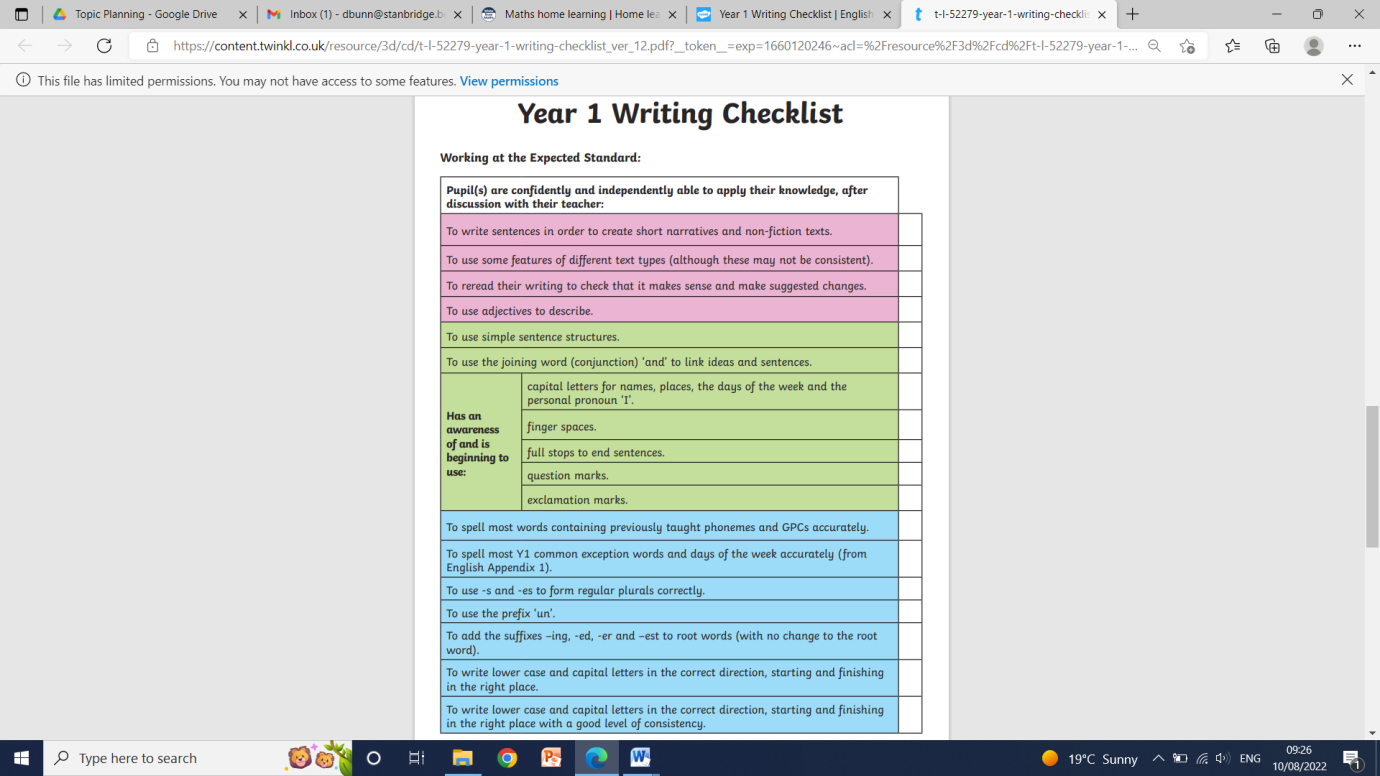 Topic Planning - Google Drive
Inbox (1) - dbunn@stanbridge.b
Maths home learning | Home lea
Year 1 Writing Checklist | English
t-l-52279-year-1-writing-checklis
https://content.twinkl.co.uk/resource/3d/cd/t-l-52279-year-1-writing-checklist_ver_12.pdf?__token__=exp=1660120246~acl=%2Fresource%2F3d%2Fcd%2Ft-l-52279-year-1-...
This file has limited permissions. You may not have access to some features. View permissions
Year 1 Writing Checklist
Working at the Expected Standard:
Pupil(s) are confidently and independently able to apply their knowledge, after
discussion with their teacher:
To write sentences in order to create short narratives and non-fiction texts.
To use some features of different text types (although these may not be consistent).
To reread their writing to check that it makes sense and make suggested changes.
To use adjectives to describe.
To use simple sentence structures.
To use the joining word (conjunction) 'and' to link ideas and sentences.
Has an
awareness
of and is
beginning to
use:
capital letters for names, places, the days of the week and the
personal pronoun 'I'.
finger spaces.
full stops to end sentences.
question marks.
exclamation marks.
To spell most words containing previously taught phonemes and GPCs accurately.
To spell most Y1 common exception words and days of the week accurately (from
English Appendix 1).
To use -s and -es to form regular plurals correctly.
To use the prefix 'un'.
To add the suffixes –ing, -ed, -er and –est to root words (with no change to the root
word).
To write lower case and capital letters in the correct direction, starting and finishing
in the right place.
To write lower case and capital letters in the correct direction, starting and finishing
in the right place with a good level of consistency.
Type here to search
19°C Sunny
ENG
09:26
10/08/2022
1